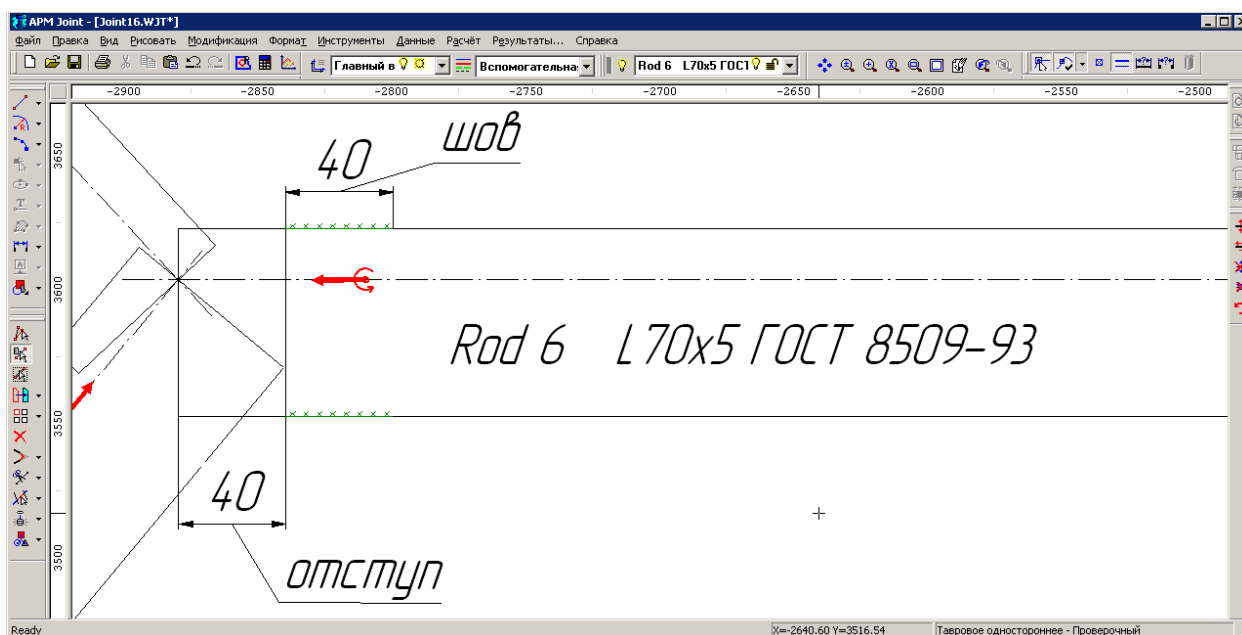 APM Joint - [Joint16.WJT*]
Файл Правка Вид Рисовать Модификация Формат Инструменты Данные Расчёт Результаты... Справка
Главный в Вспомогательна: Rod 6 L70x5 ГОСТ
-2900 -2850 -2800 -2750 -2700 -2650 -2600 -2550 -2500
3650
шов
40
3600
Rod 6 L70x5 ГОСТ 8509-93
3550
40
3500
отступ
Ready X=-2640.60 Y=3516.54 Тавровое одностороннее - Проверочный